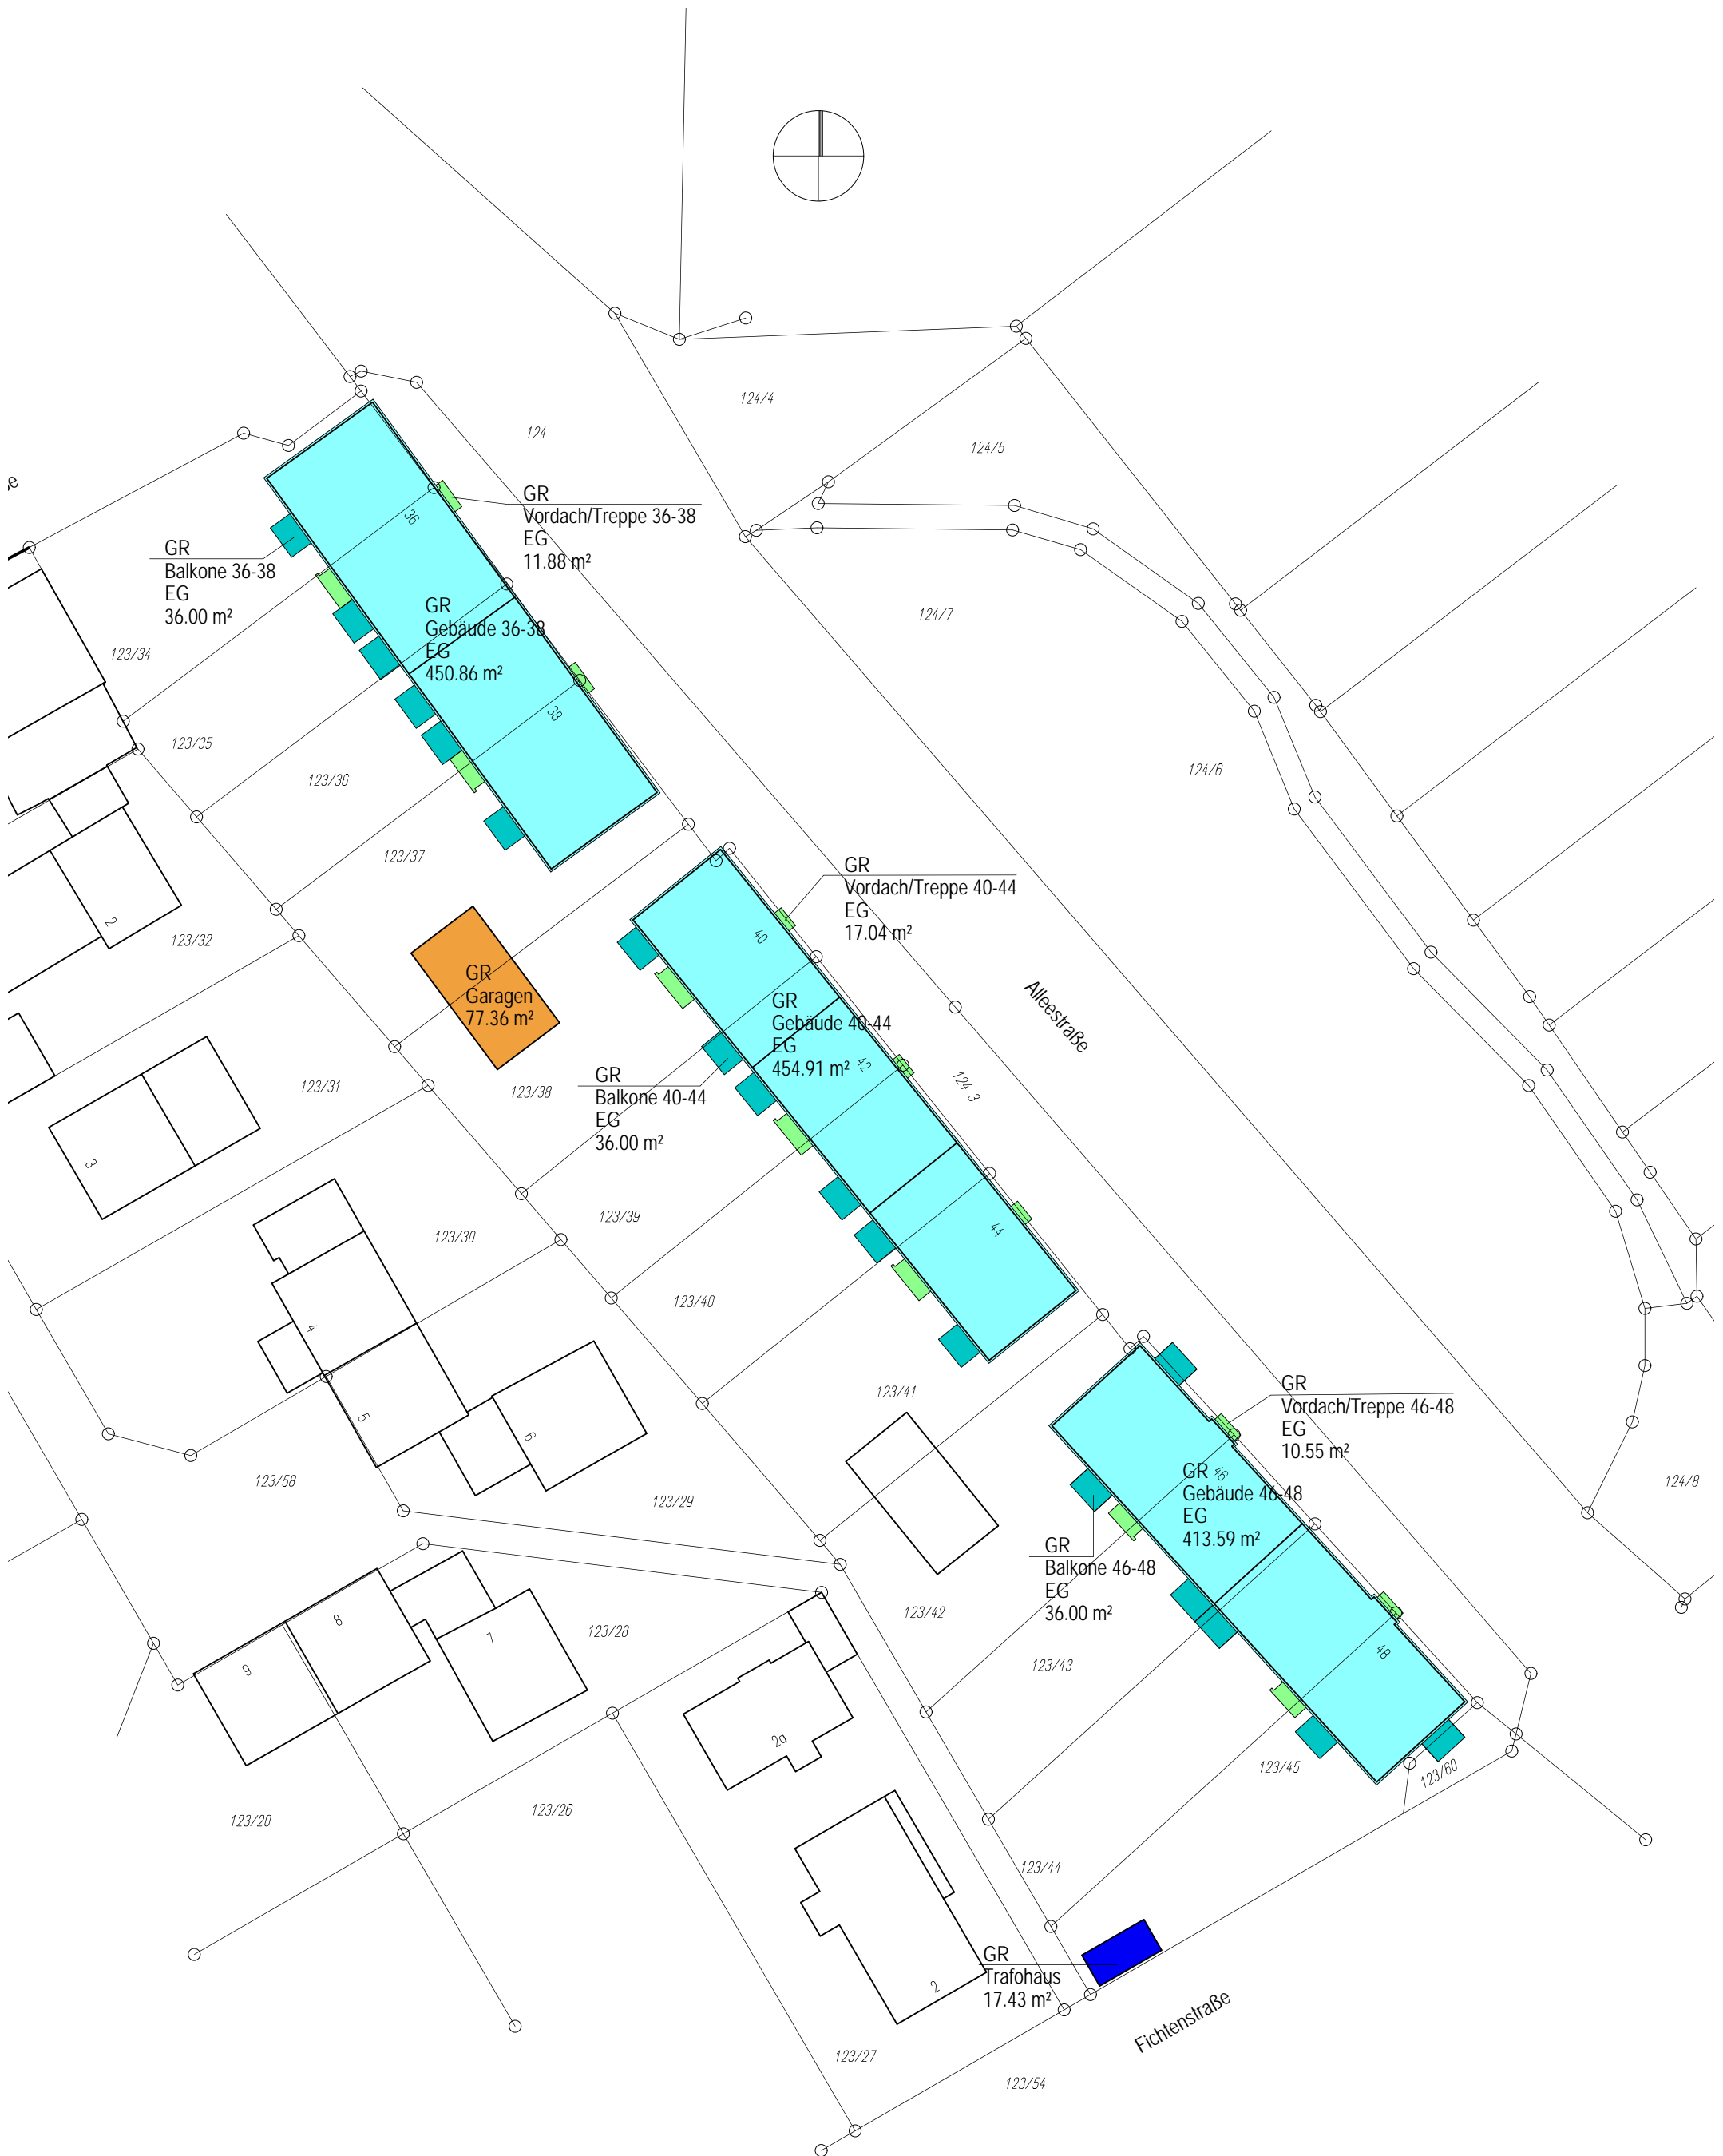 124/4
124
124/5
GR
Vordach/Treppe 36-38
EG
11.88 m²
36
GR
Balkone 36-38
EG
36.00 m²
GR
Gebäude 36-38
EG
450.86 m²
124/7
123/34
38
123/35
123/36
124/6
123/37
GR
Vordach/Treppe 40-44
EG
17.04 m²
2
123/32
40
GR
Garagen
77.36 m²
GR
Gebäude 40-44
EG
454.91 m²
Alleestraße
42
GR
Balkone 40-44
EG
36.00 m²
123/31
123/38
124/3
3
123/30
123/39
44
4
123/40
123/41
GR
Vordach/Treppe 46-48
EG
10.55 m²
5
6
123/58
123/29
46
GR
Gebäude 46-48
EG
413.59 m²
124/8
GR
Balkone 46-48
EG
36.00 m²
8
7
9
123/28
123/42
123/43
48
2a
123/45
123/60
123/20
123/26
123/44
2
GR
Trafohaus
17.43 m²
Fichtenstraße
123/27
123/54